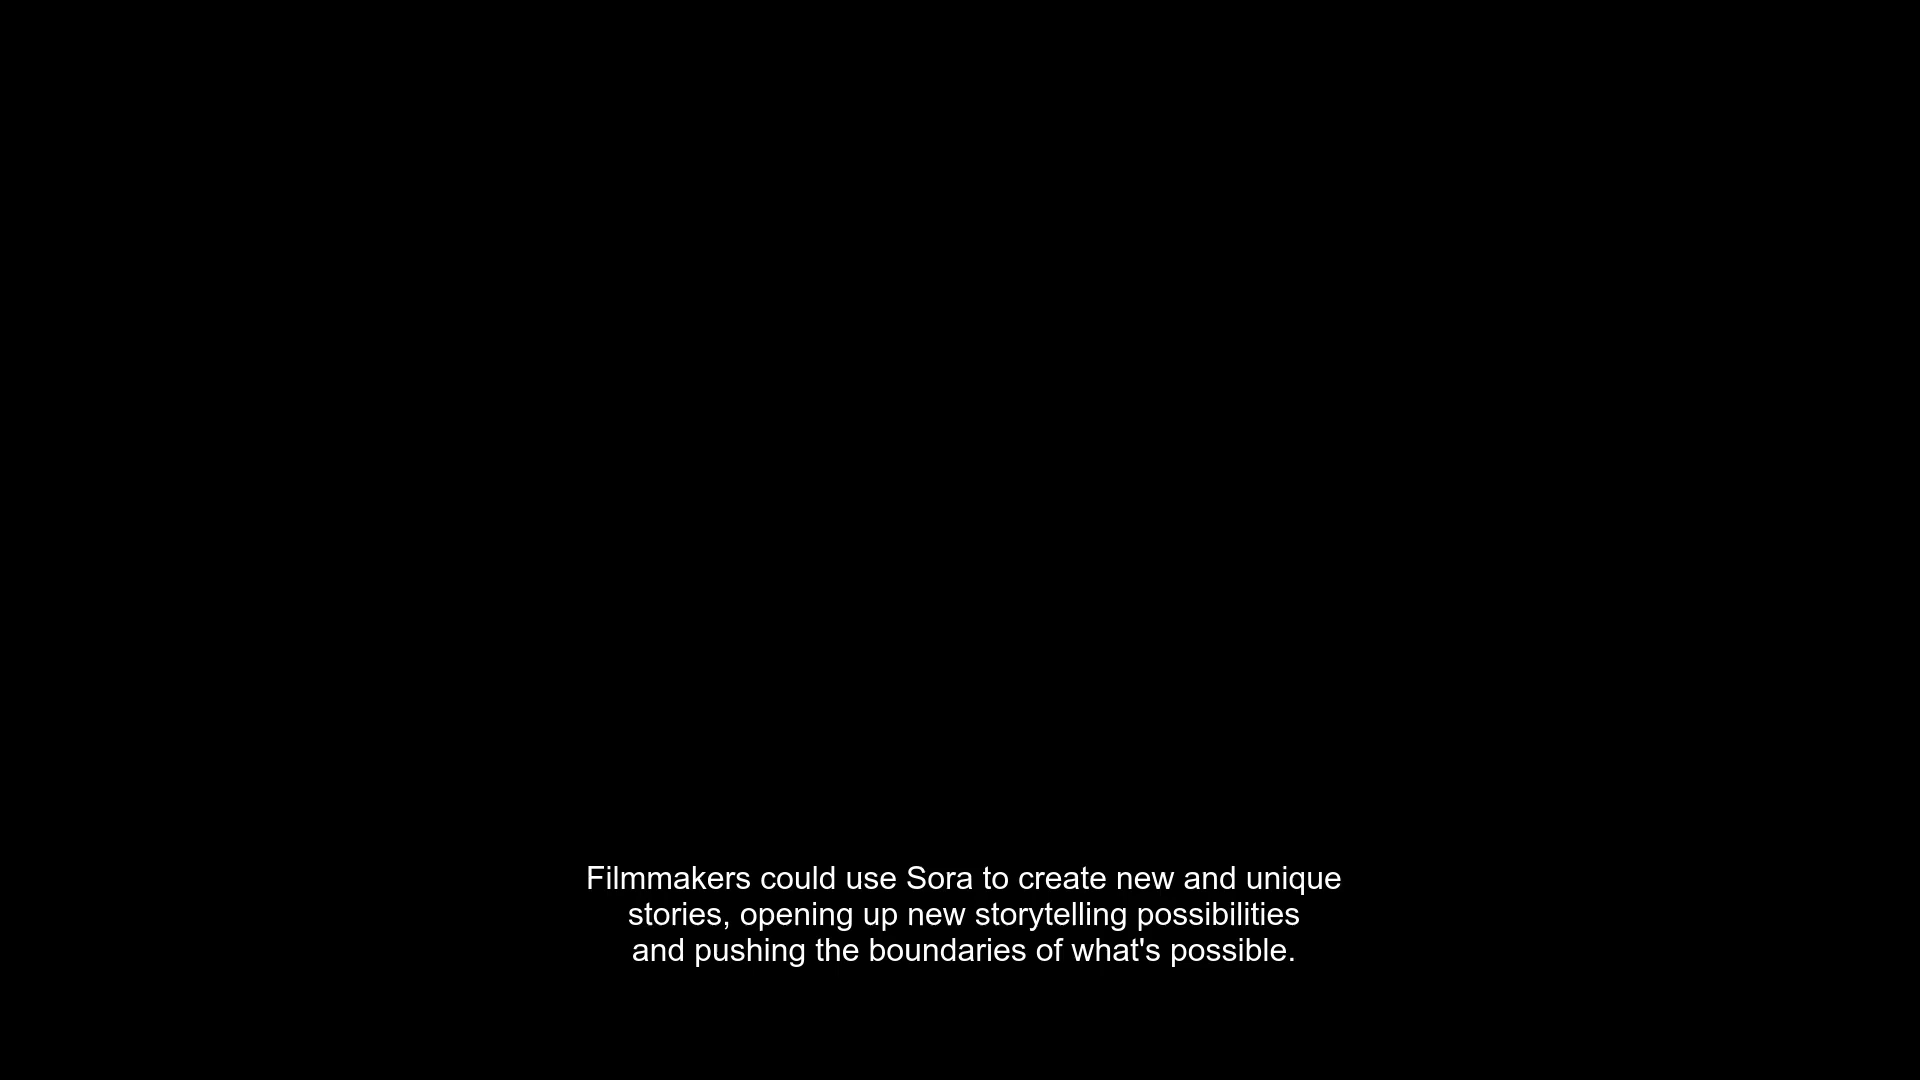 Filmmakers could use Sora to create new and unique
stories, opening up new storytelling possibilities
and pushing the boundaries of what's possible.